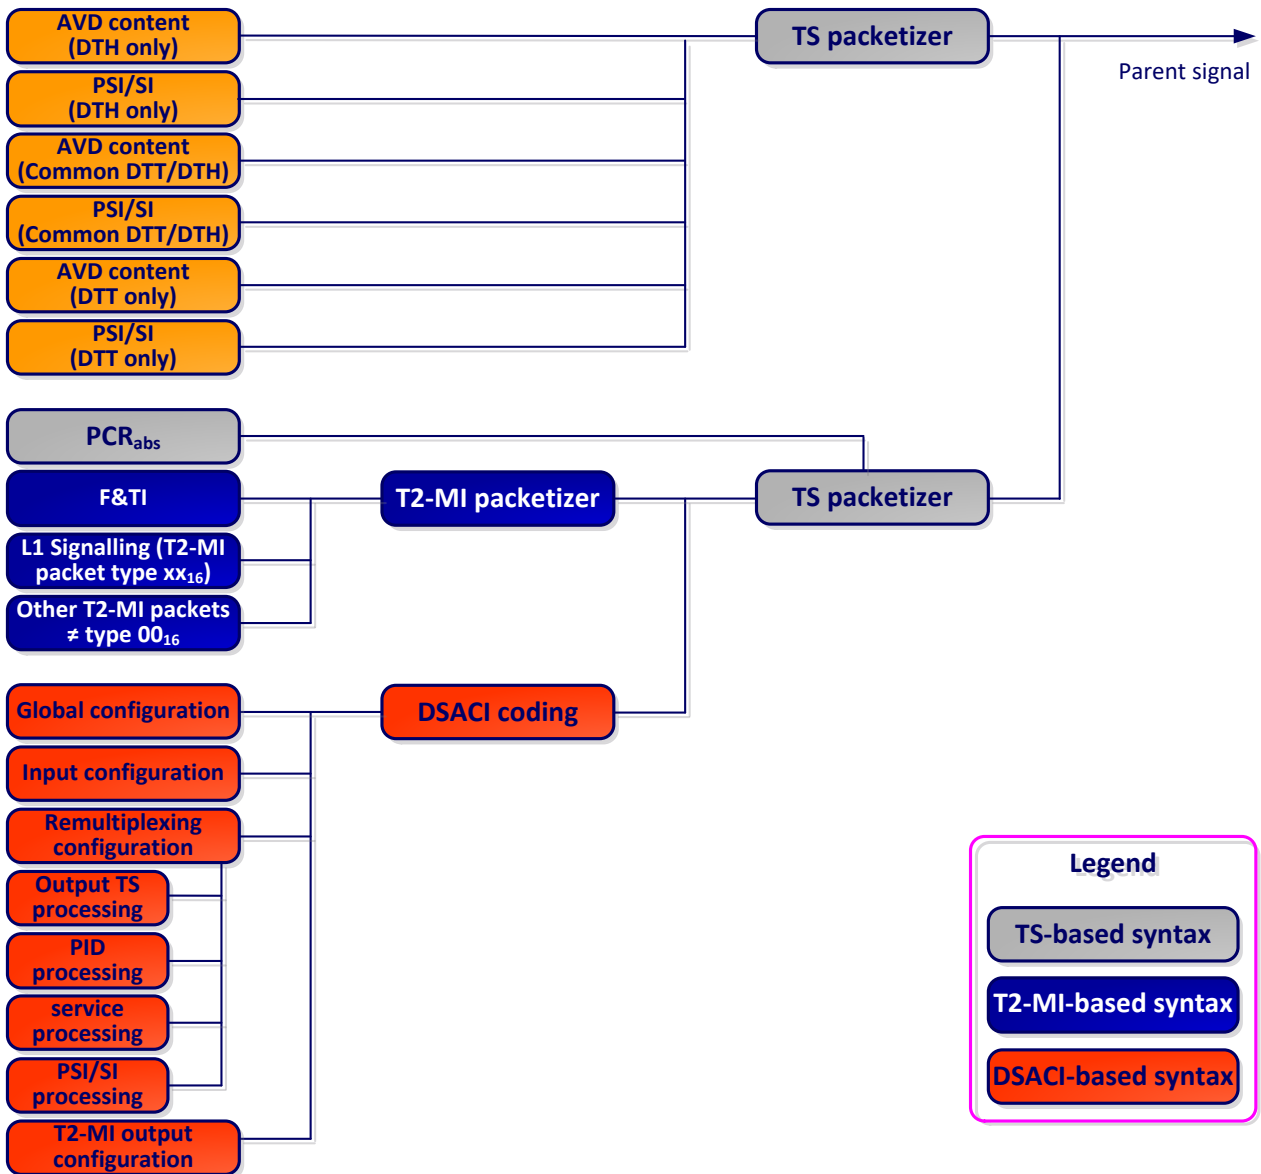 AVD content
(DTH only)
TS packetizer
Parent signal
PSI/SI
(DTH only)
AVD content
(Common DTT/DTH)
PSI/SI
(Common DTT/DTH)
AVD content
(DTT only)
PSI/SI
(DTT only)
PCRabs
F&TI
T2-MI packetizer
TS packetizer
L1 Signalling (T2-MI
packet type xx16)
Other T2-MI packets
≠ type 0016
Global configuration
DSACI coding
Input configuration
Remultiplexing
configuration
Output TS
processing
PID
processing
service
processing
PSI/SI
processing
T2-MI output
configuration
Legend
TS-based syntax
T2-MI-based syntax
DSACI-based syntax